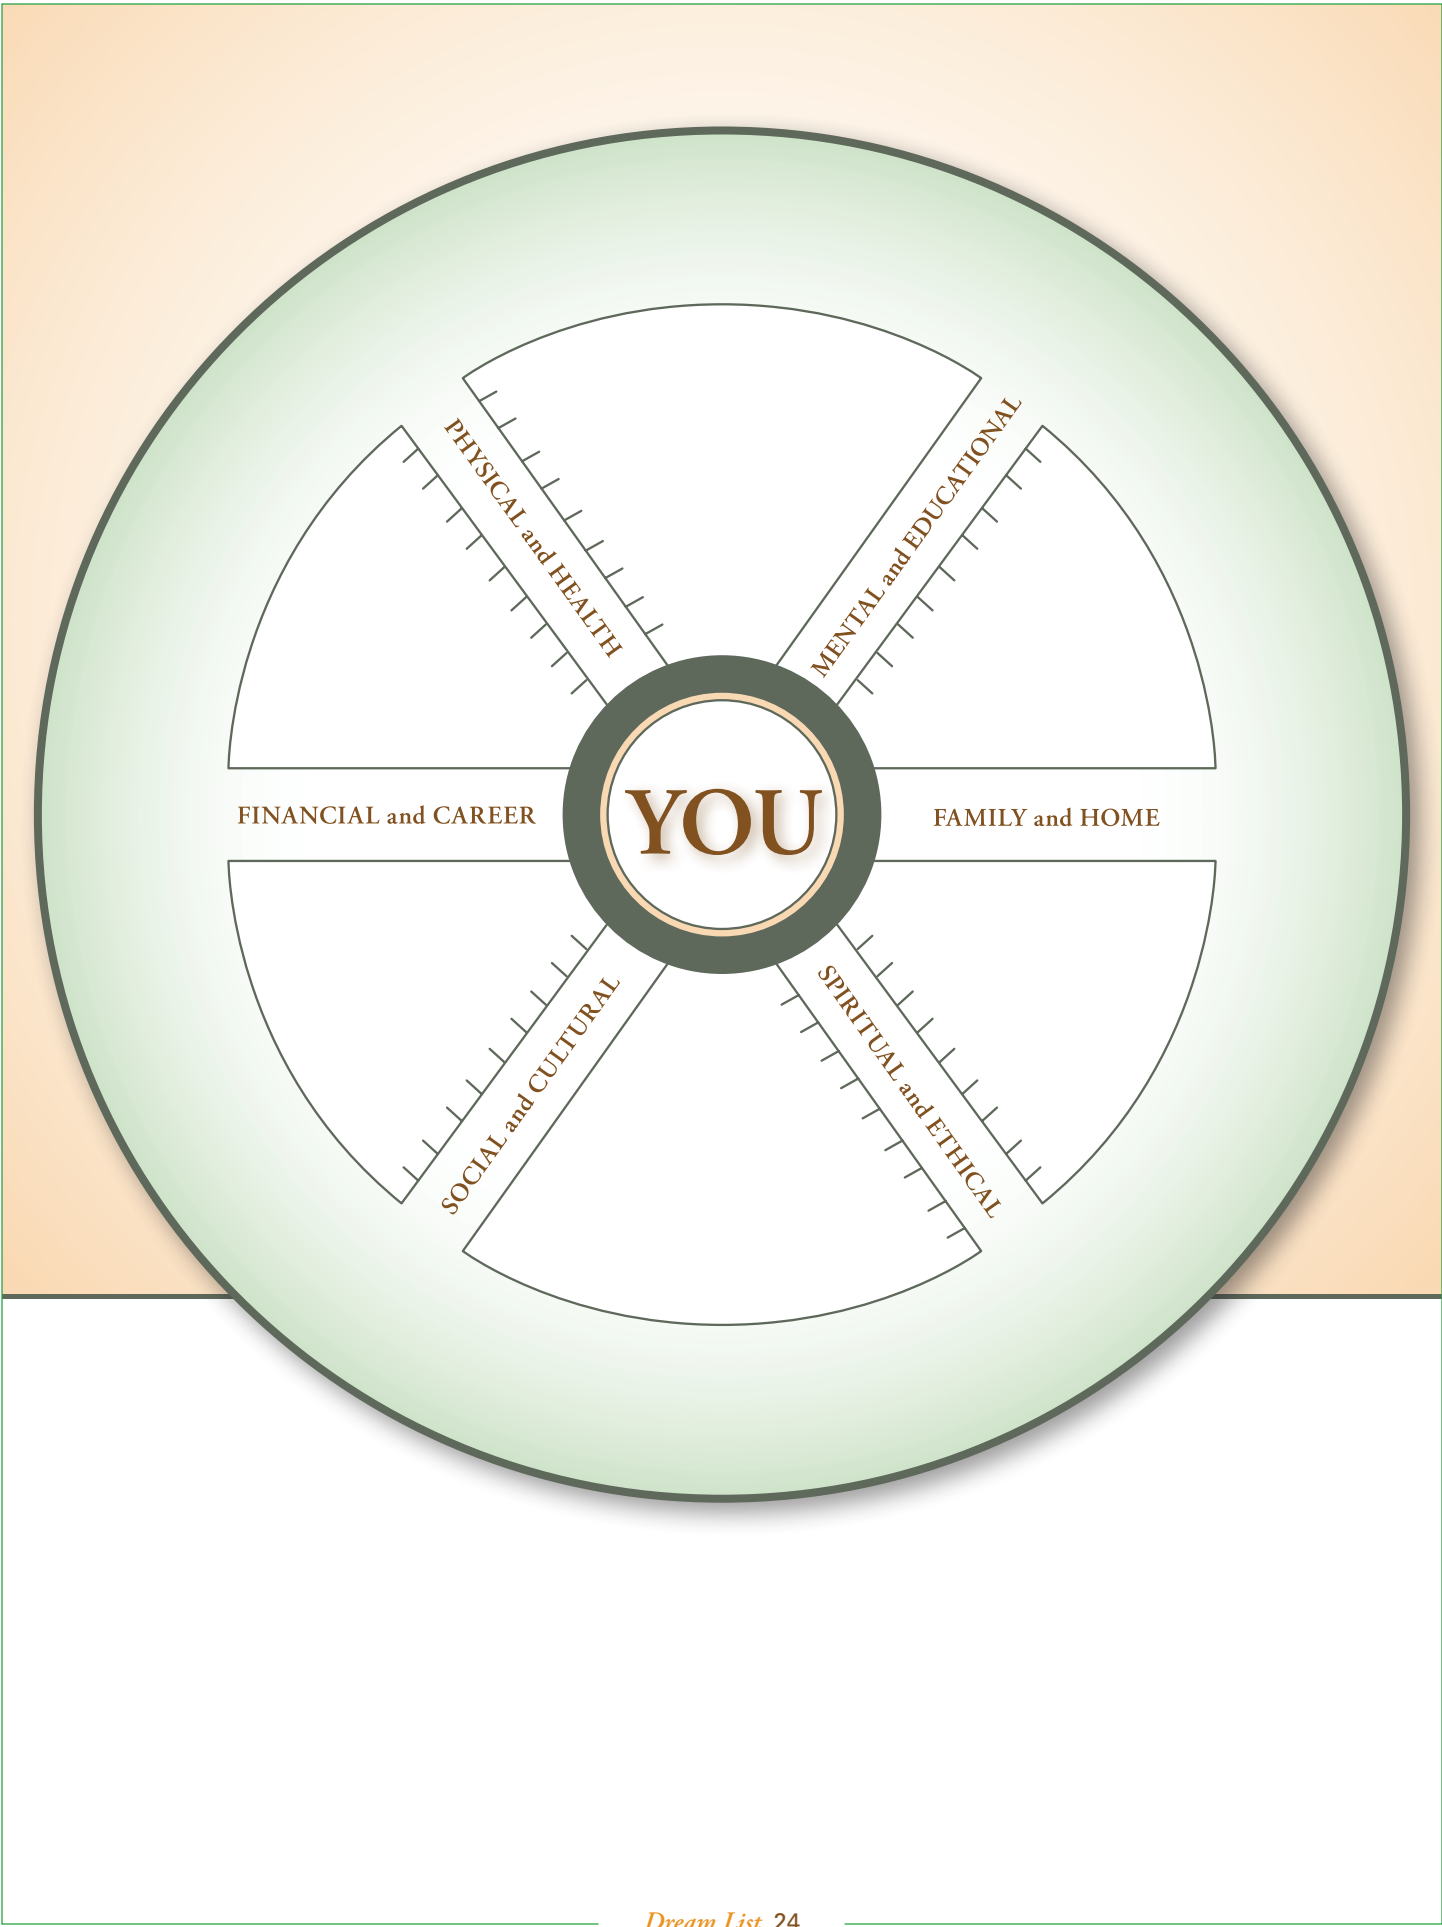 PHYSICAL and HEALTH
MENTAL and EDUCATIONAL
FINANCIAL and CAREER
YOU
FAMILY and HOME
SOCIAL and CULTURAL
SPIRITUAL and ETHICAL
Dream List 24